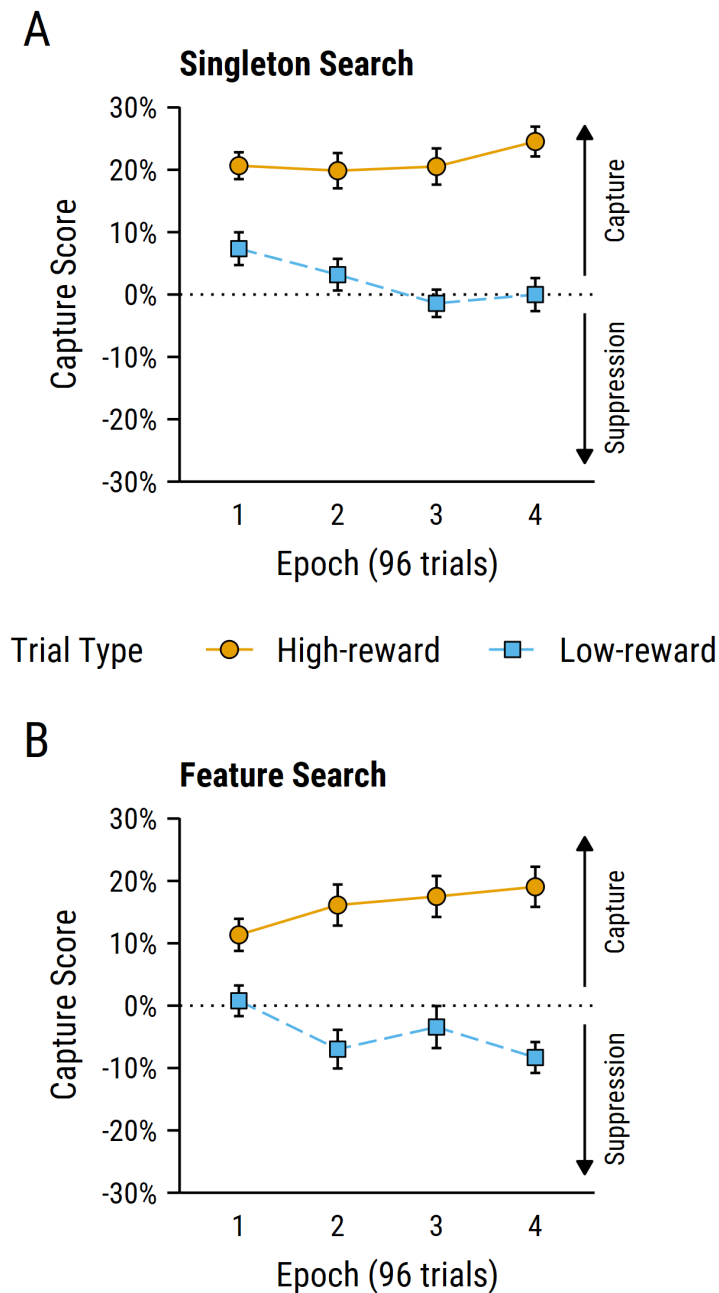 A
Singleton Search
30%
20%
10%
0%
-10%
-20%
-30%
Capture Score
Capture
Suppression
1 2 3 4
Epoch (96 trials)
Trial Type High-reward Low-reward
B
Feature Search
30%
20%
10%
0%
-10%
-20%
-30%
Capture Score
Capture
Suppression
1 2 3 4
Epoch (96 trials)